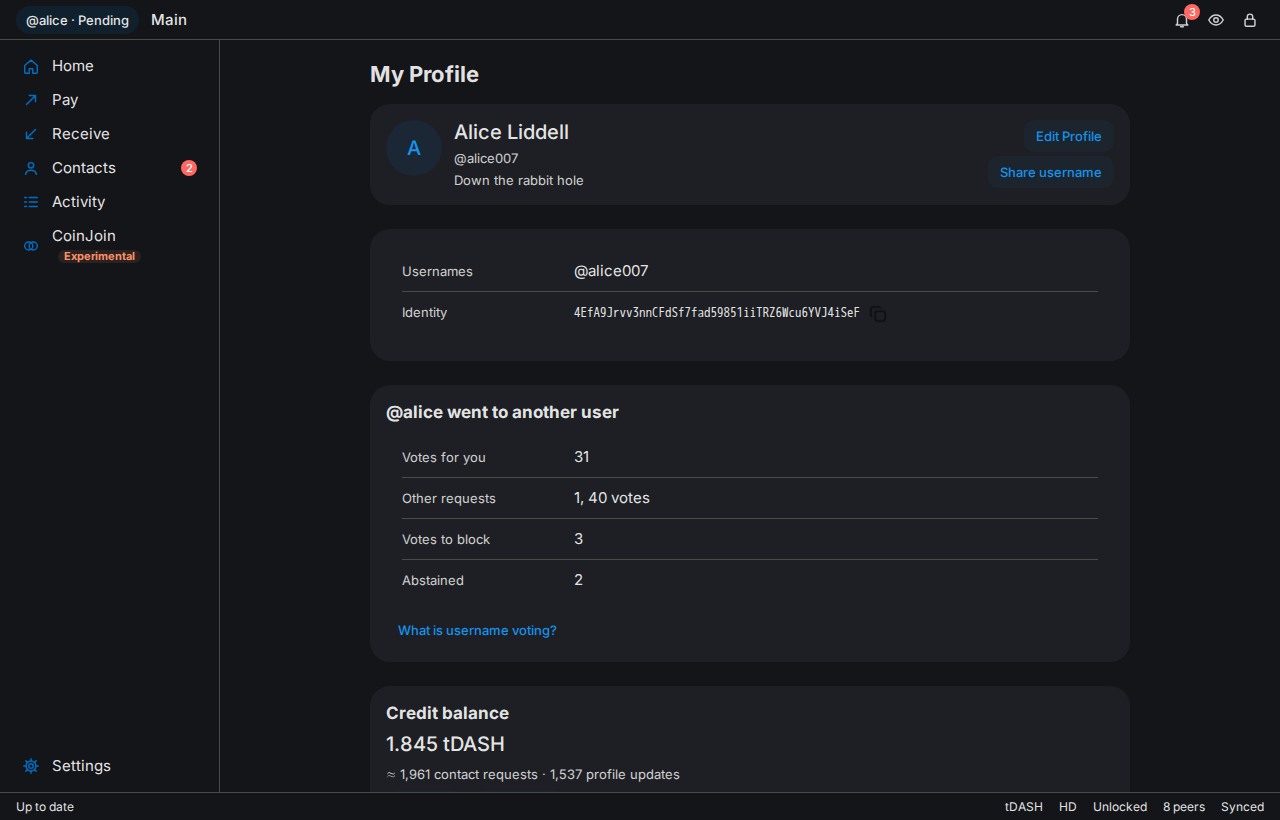 @alice · Pending
Main
3
Home
Pay
Receive
Contacts
2
Activity
CoinJoin
Experimental
Settings
My Profile
A
Alice Liddell
@alice007
Down the rabbit hole
Edit Profile
Share username
Usernames
@alice007
Identity
4EfA9Jrvv3nnCFdSf7fad59851iiTRZ6Wcu6YVJ4iSeF
@alice went to another user
Votes for you
31
Other requests
1, 40 votes
Votes to block
3
Abstained
2
What is username voting?
Credit balance
1.845 tDASH
≈ 1,961 contact requests · 1,537 profile updates
Up to date
tDASH
HD
Unlocked
8 peers
Synced